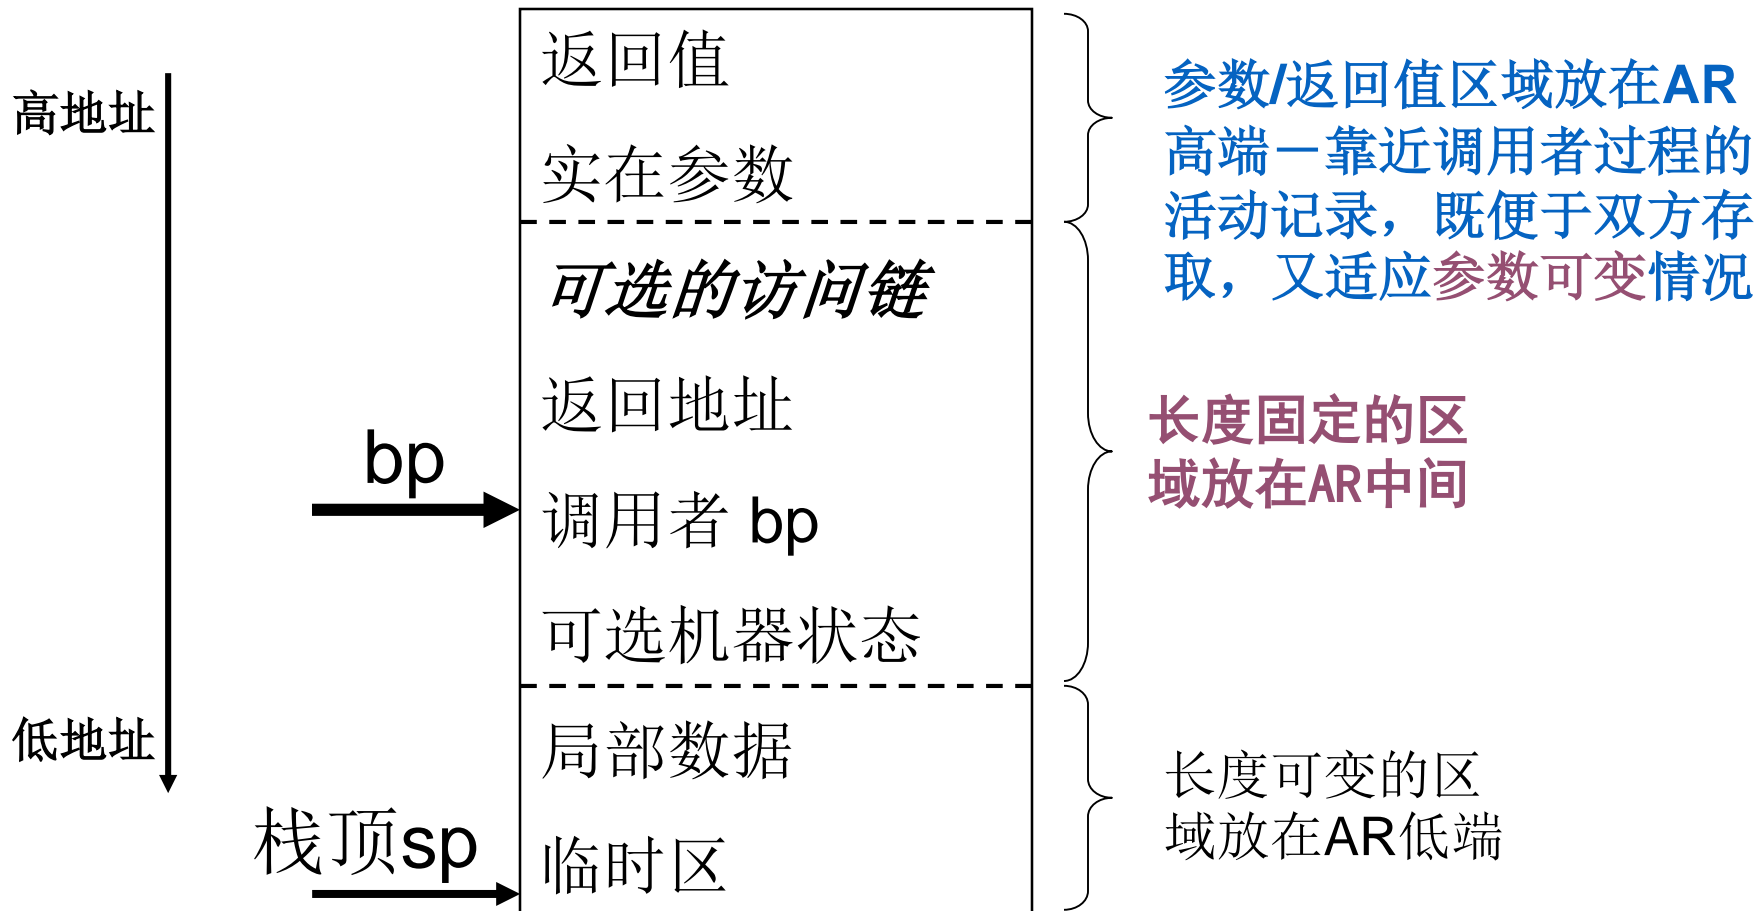 返回值
参数/返回值区域放在AR
高地址
高端－靠近调用者过程的
实在参数
活动记录，既便于双方存
取，又适应参数可变情况
可选的访问链
返回地址
长度固定的区
域放在AR中间
bp
调用者 bp
可选机器状态
低地址
局部数据
长度可变的区
域放在AR低端
栈顶sp
临时区